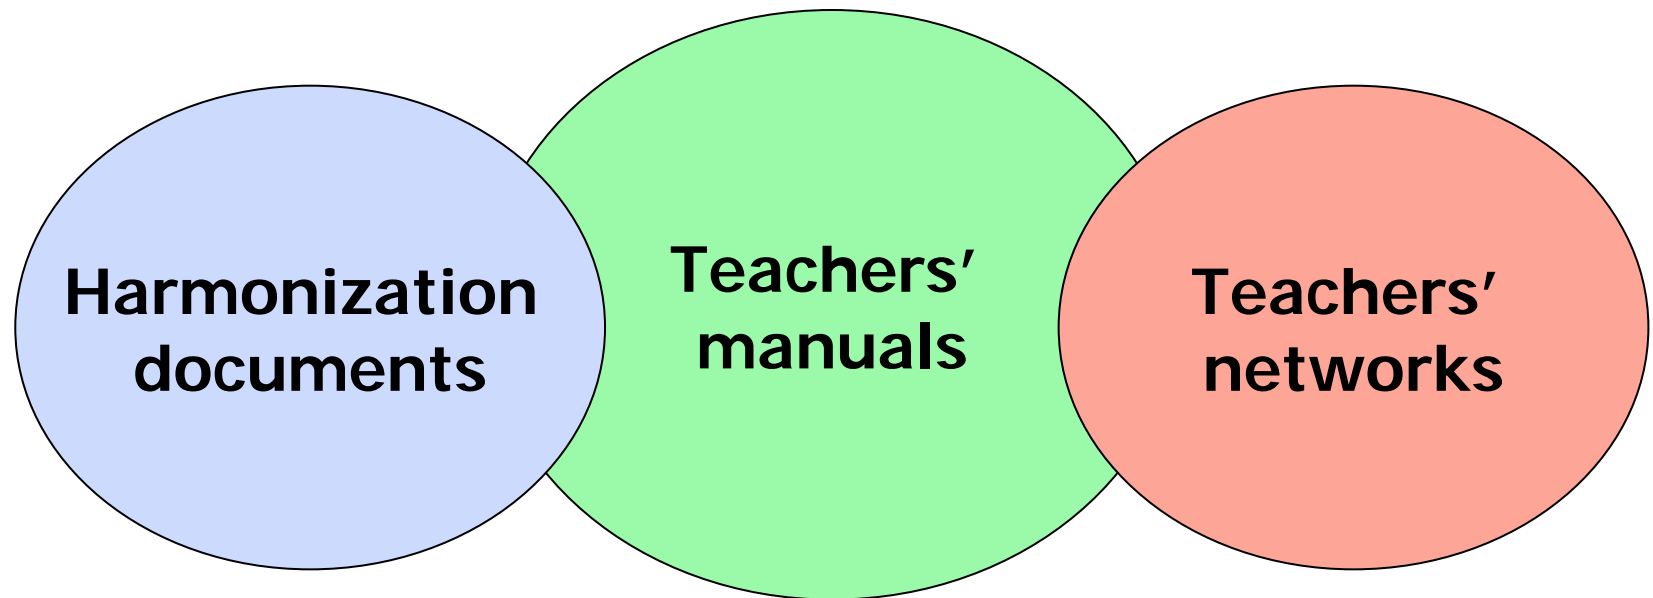 Harmonization
documents
Teachers’
manuals
Teachers’
networks